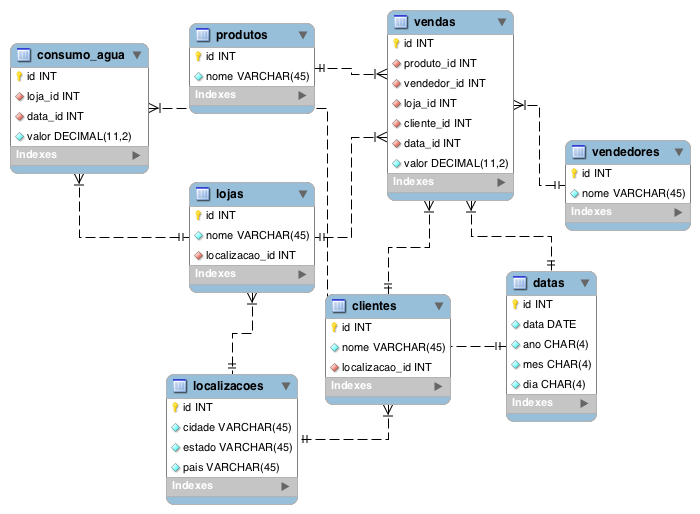 consumo_agua
id INT
loja_id INT
data_id INT
valor DECIMAL(11,2)
Indexes
produtos
id INT
nome VARCHAR(45)
Indexes
vendas
id INT
produto_id INT
vendedor_id INT
loja_id INT
cliente_id INT
data_id INT
valor DECIMAL(11,2)
Indexes
vendedores
id INT
nome VARCHAR(45)
Indexes
lojas
id INT
nome VARCHAR(45)
localizacao_id INT
Indexes
clientes
id INT
nome VARCHAR(45)
localizacao_id INT
Indexes
datas
id INT
data DATE
ano CHAR(4)
mes CHAR(4)
dia CHAR(4)
Indexes
localizacoes
id INT
cidade VARCHAR(45)
estado VARCHAR(45)
pais VARCHAR(45)
Indexes